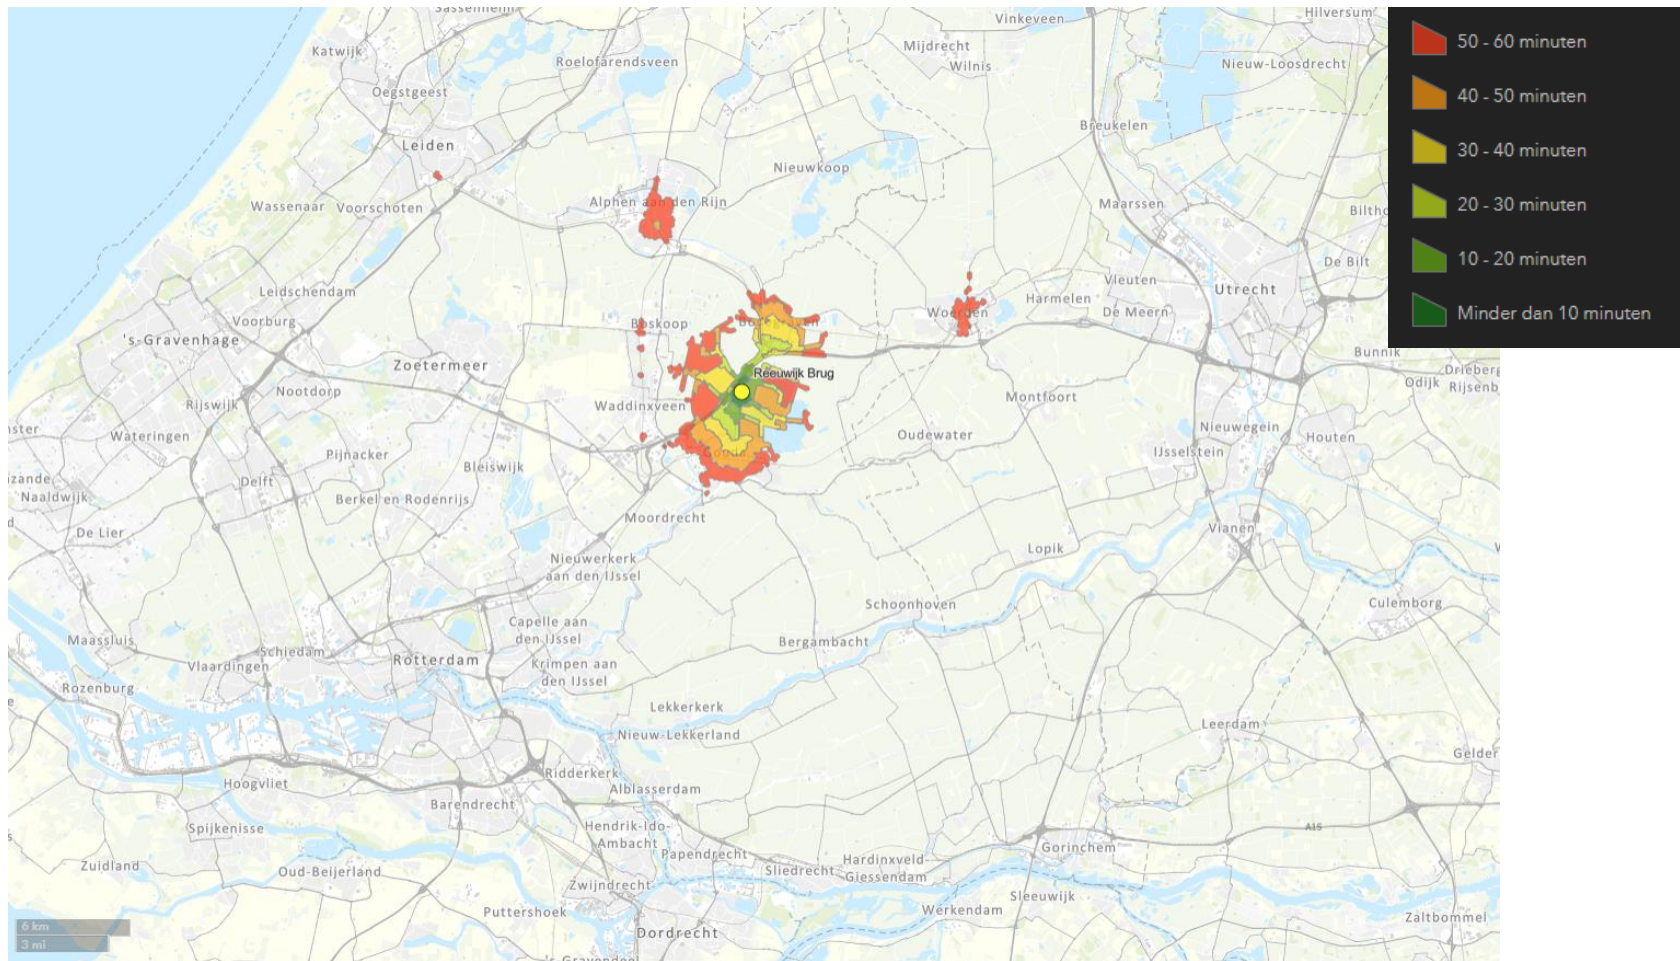 Sassenheim
Vinkeveen
Hilversum
Katwijk
Mijdrecht
Roelofarendsveen
Wilnis
Nieuw-Loosdrecht
Oegstgeest
Breukelen
Leiden
Nieuwkoop
Alphen aan den Rijn
Wassenaar
Voorschoten
Maarssen
De Bilt
Vleuten
Leidschendam
Utrecht
Harmelen
Woerden
De Meern
Voorburg
Boskoop
Bodegraven
's-Gravenhage
Bunnik
Zoetermeer
Reeuwijk Brug
Odijk
Nootdorp
Montfoort
Rijswijk
Waddinxveen
Nieuwegein
Wateringen
Oudewater
Houten
Pijnacker
Gouda
IJsselstein
Bleiswijk
Naaldwijk
Delft
Berkel en Rodenrijs
Moordrecht
De Lier
Vianen
Lopik
Nieuwerkerk
aan den IJssel
Schoonhoven
Culemborg
Capelle aan
den IJssel
Maassluis
Bergambacht
Schiedam
Vlaardingen
Rotterdam
Krimpen aan
den IJssel
Rozenburg
Lekkerkerk
Leerdam
Nieuw-Lekkerland
Ridderkerk
Hoogvliet
Alblasserdam
Barendrecht
Spijkenisse
Hendrik-Ido-
Ambacht
A15
Papendrecht
Gorinchem
Zuidland
Oud-Beijerland
Sliedrecht
Hardinxveld
Giessendam
Zwijndrecht
Sleeuwijk
Puttershoek
Werkendam
Zaltbommel
6 km
3 mi
Dordrecht
's-Gravendeel
50 - 60 minuten
40 - 50 minuten
30 - 40 minuten
20 - 30 minuten
10 - 20 minuten
Minder dan 10 minuten